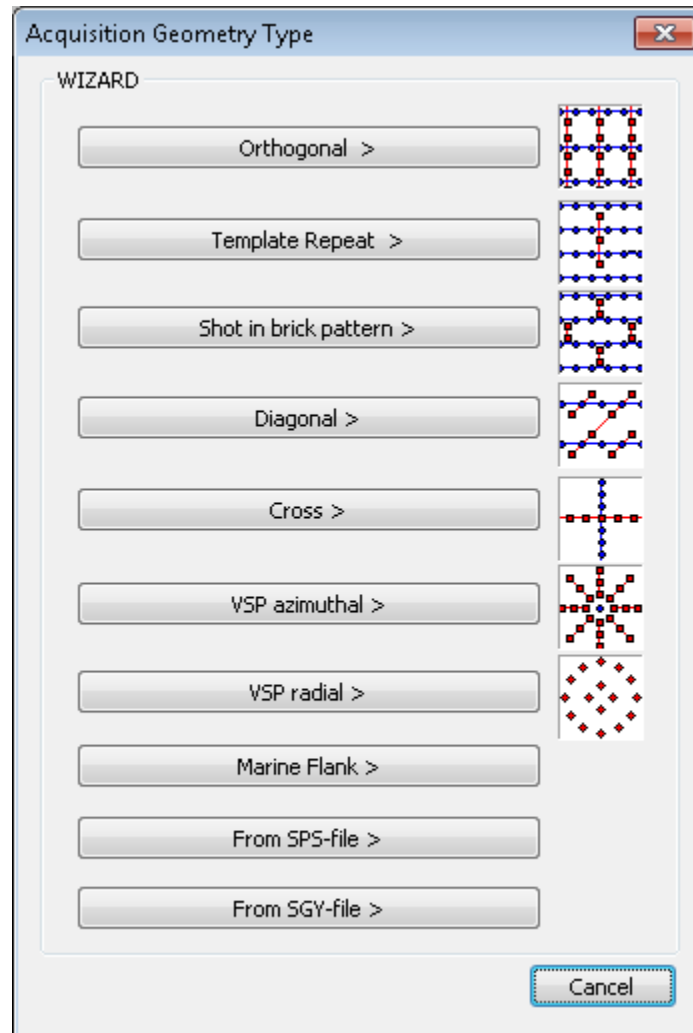 Acquisition Geometry Type
WIZARD
Orthogonal >
Template Repeat >
Shot in brick pattern >
Diagonal >
Cross >
VSP azimuthal >
VSP radial >
Marine Flank >
From SPS-file >
From SGY-file >
Cancel